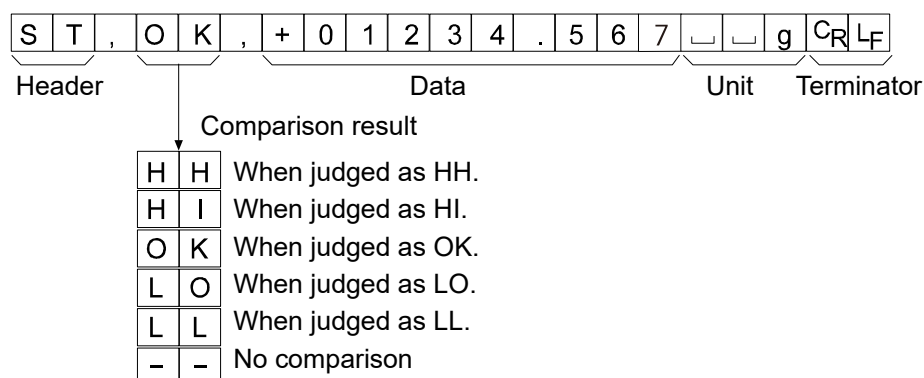 S T , O K , + 0 1 2 3 4 . 5 6 7 ␣ ␣ g CR LF
Header Data Unit Terminator
Comparison result
H H When judged as HH.
H I When judged as HI.
O K When judged as OK.
L O When judged as LO.
L L When judged as LL.
– – No comparison